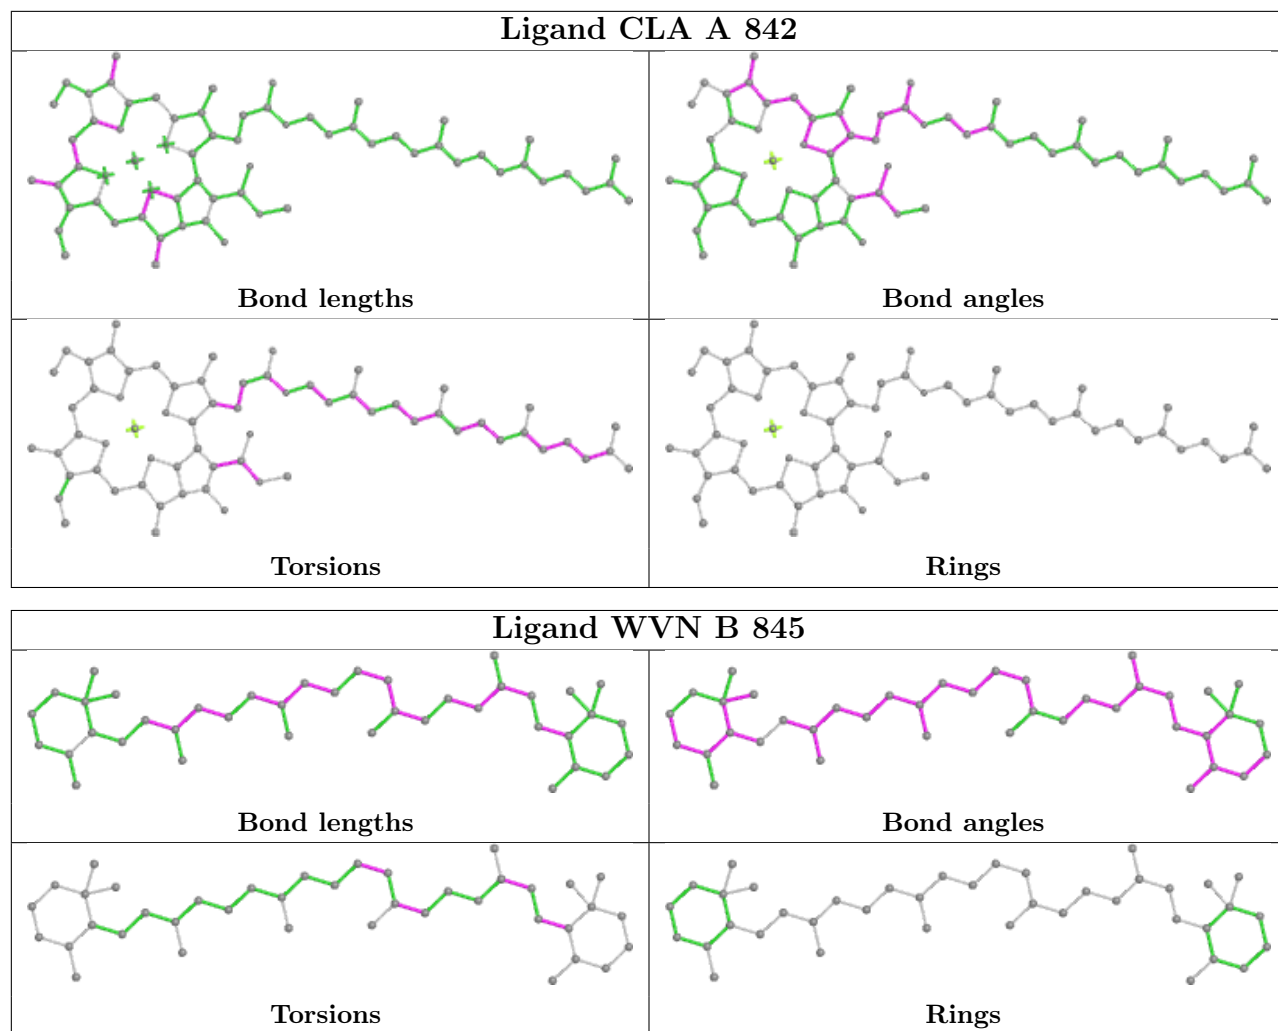 Ligand CLA A 842
Bond lengths
Bond angles
Torsions
Rings
Ligand WVN B 845
Bond lengths
Bond angles
Torsions
Rings